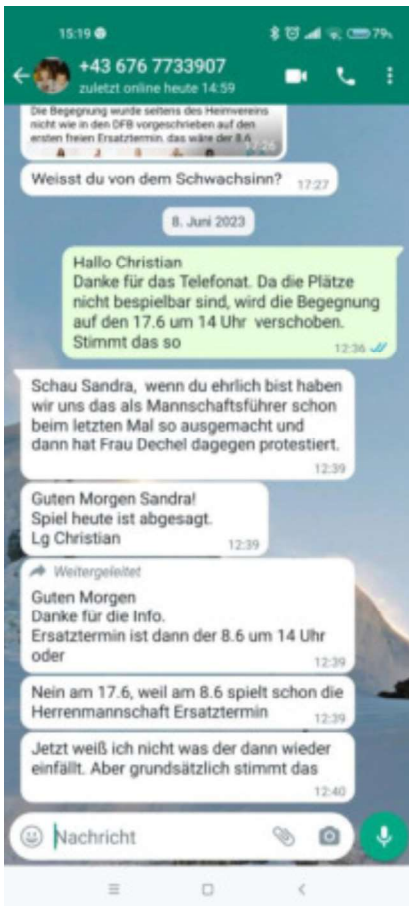 15:19
79%
+43 676 7733907
zuletzt online heute 14:59
Die Begegnung wurde seitens des Heimvereins
nicht wie in den DFB vorgeschrieben auf den
ersten freien Ersatztermin, das wäre der 8.6
17:26
Weisst du von dem Schwachsinn? 17:27
8. Juni 2023
Hallo Christian
Danke für das Telefonat. Da die Plätze
nicht bespielbar sind, wird die Begegnung
auf den 17.6 um 14 Uhr verschoben.
Stimmt das so
12:36
Schau Sandra, wenn du ehrlich bist haben
wir uns das als Mannschaftsführer schon
beim letzten Mal so ausgemacht und
dann hat Frau Dechel dagegen protestiert.
12:39
Guten Morgen Sandra!
Spiel heute ist abgesagt.
Lg Christian
12:39
Weitergeleitet
Guten Morgen
Danke für die Info.
Ersatztermin ist dann der 8.6 um 14 Uhr
oder
12:39
Nein am 17.6, weil am 8.6 spielt schon die
Herrenmannschaft Ersatztermin
12:39
Jetzt weiß ich nicht was der dann wieder
einfällt. Aber grundsätzlich stimmt das
12:40
Nachricht